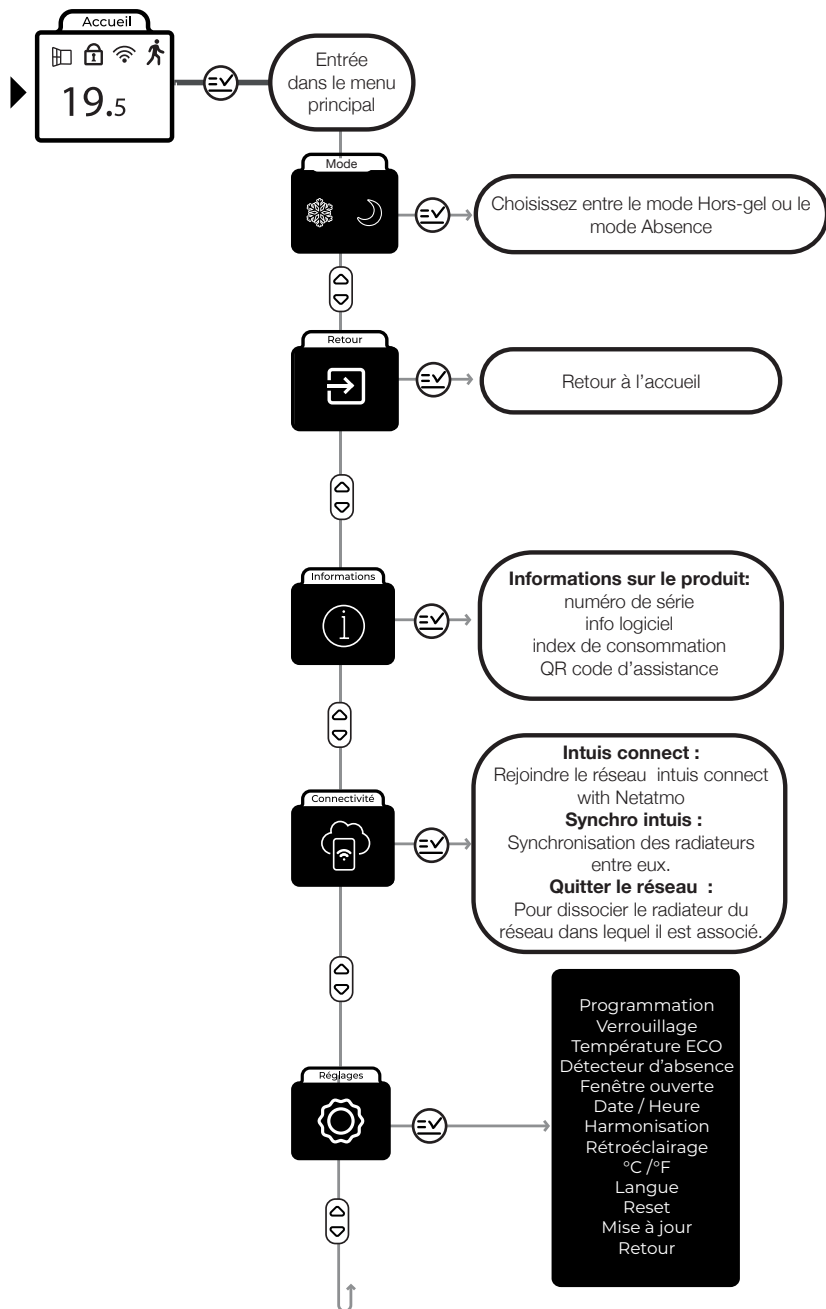 Accueil
19.5
Entrée
dans le menu
principal
Mode
Choisissez entre le mode Hors-gel ou le
mode Absence
Retour
Retour à l'accueil
Informations
i
Informations sur le produit:
numéro de série
info logiciel
index de consommation
QR code d'assistance
Connectivité
Intuis connect :
Rejoindre le réseau intuis connect
with Netatmo
Synchro intuis :
Synchronisation des radiateurs
entre eux.
Quitter le réseau :
Pour dissocier le radiateur du
réseau dans lequel il est associé.
Réglages
Programmation
Verrouillage
Température ECO
Détecteur d'absence
Fenêtre ouverte
Date / Heure
Harmonisation
Rétroéclairage
°C /°F
Langue
Reset
Mise à jour
Retour